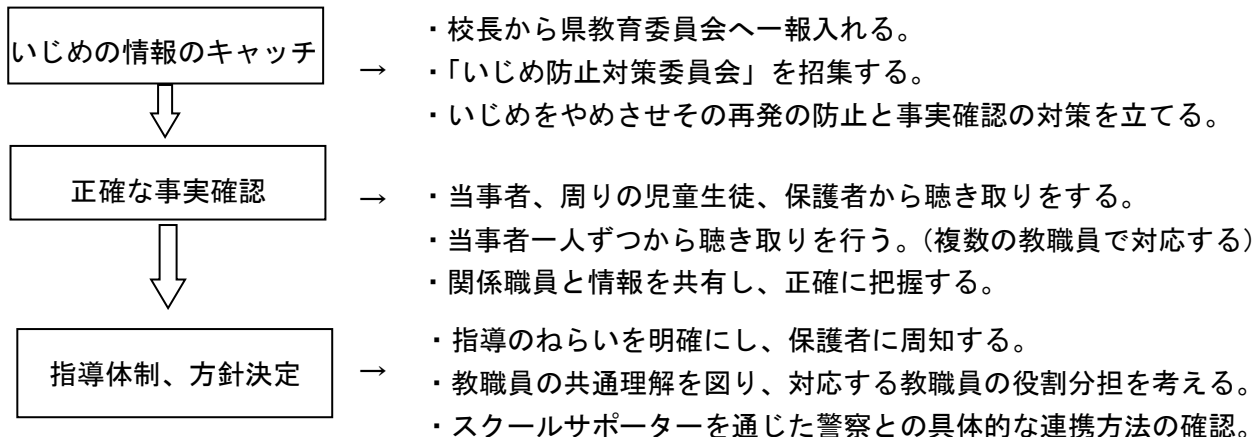 いじめの情報のキャッチ
→
・校長から県教育委員会へ一報入れる。
・「いじめ防止対策委員会」を招集する。
・いじめをやめさせその再発の防止と事実確認の対策を立てる。
正確な事実確認
→
・当事者、周りの児童生徒、保護者から聴き取りをする。
・当事者一人ずつから聴き取りを行う。（複数の教職員で対応する）
・関係職員と情報を共有し、正確に把握する。
指導体制、方針決定
→
・指導のねらいを明確にし、保護者に周知する。
・教職員の共通理解を図り、対応する教職員の役割分担を考える。
・スクールサポーターを通じた警察との具体的な連携方法の確認。